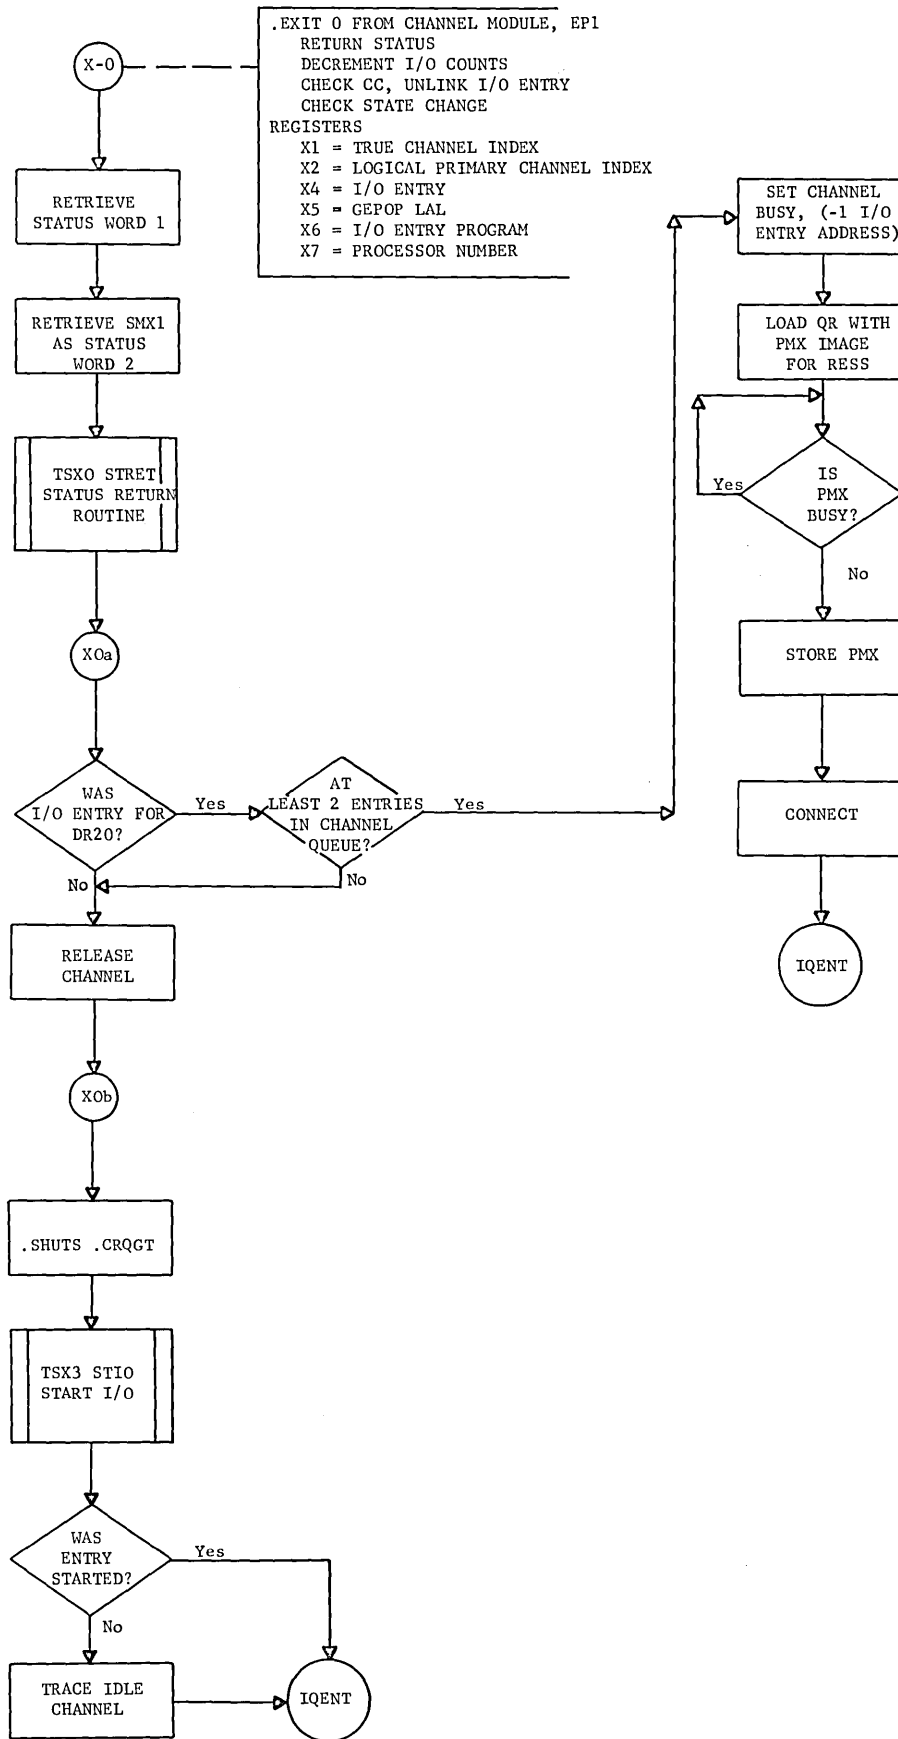 .EXIT 0 FROM CHANNEL MODULE, EP1
RETURN STATUS
DECREMENT I/O COUNTS
CHECK CC, UNLINK I/O ENTRY
CHECK STATE CHANGE
REGISTERS
X1 = TRUE CHANNEL INDEX
X2 = LOGICAL PRIMARY CHANNEL INDEX
X4 = I/O ENTRY
X5 = GEPOP LAL
X6 = I/O ENTRY PROGRAM
X7 = PROCESSOR NUMBER
X-0
RETRIEVE
STATUS WORD 1
RETRIEVE SMX1
AS STATUS
WORD 2
TSX0 STRET
STATUS RETURN
ROUTINE
X0a
WAS
I/O ENTRY FOR
DR20?
Yes
No
AT
LEAST 2 ENTRIES
IN CHANNEL
QUEUE?
Yes
No
RELEASE
CHANNEL
X0b
.SHUTS .CRQGT
TSX3 STIO
START I/O
WAS
ENTRY
STARTED?
Yes
No
TRACE IDLE
CHANNEL
IQENT
SET CHANNEL
BUSY, (-1 I/O
ENTRY ADDRESS)
LOAD QR WITH
PMX IMAGE
FOR RESS
IS
PMX
BUSY?
Yes
No
STORE PMX
CONNECT
IQENT